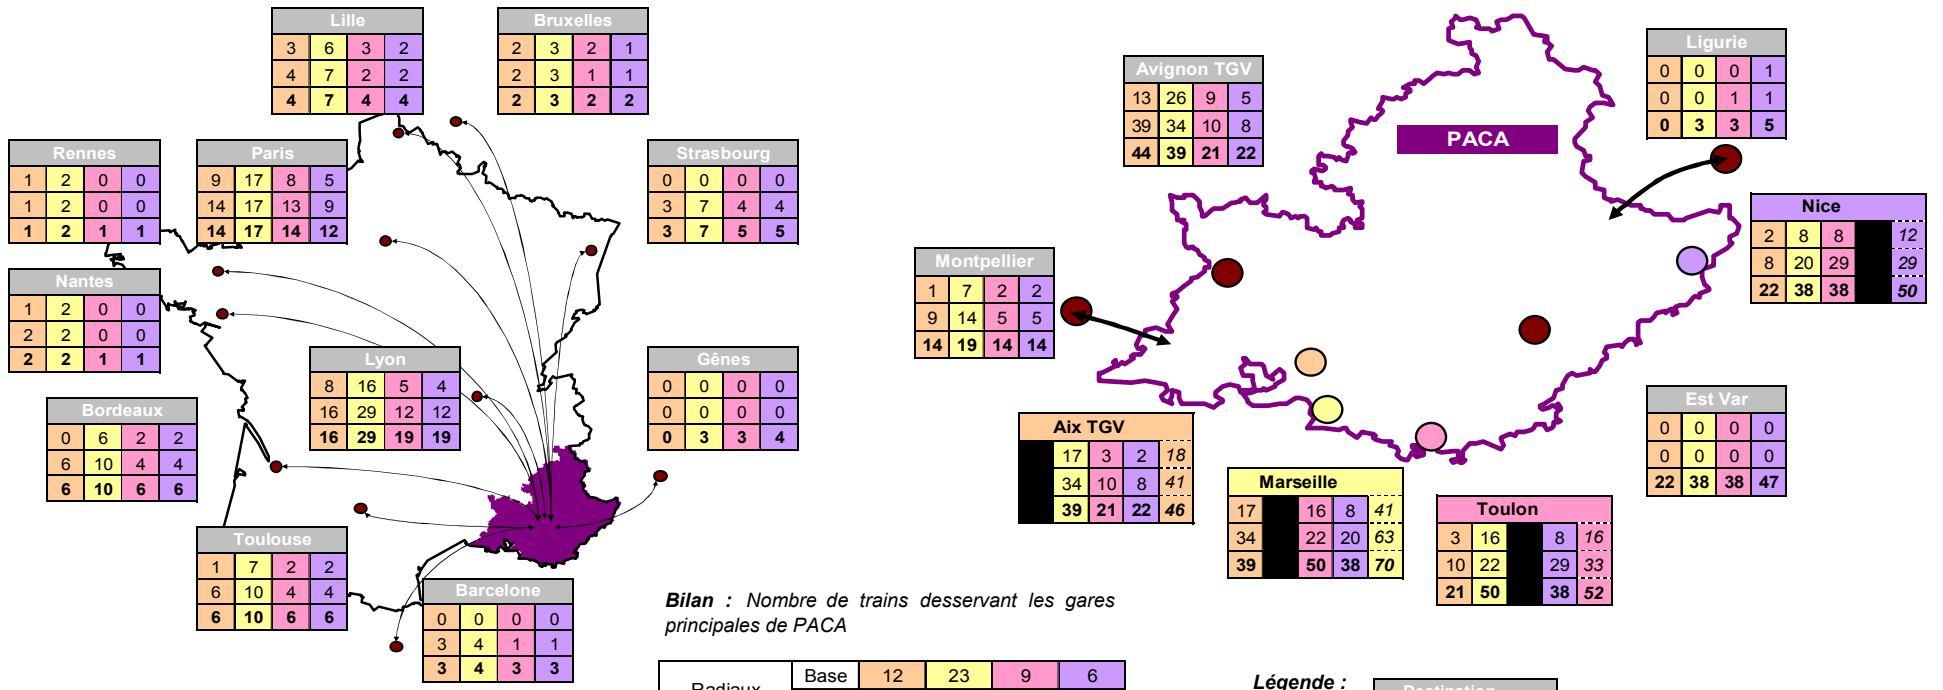 Lille
3 6 3 2
4 7 2 2
4 7 4 4
Bruxelles
2 3 2 1
2 3 1 1
2 3 2 2
Rennes
1 2 0 0
1 2 0 0
1 2 1 1
Paris
9 17 8 5
14 17 13 9
14 17 14 12
Strasbourg
0 0 0 0
3 7 4 4
3 7 5 5
Nantes
1 2 0 0
2 2 0 0
2 2 1 1
Lyon
8 16 5 4
16 29 12 12
16 29 19 19
Gênes
0 0 0 0
0 0 0 0
0 3 3 4
Bordeaux
0 6 2 2
6 10 4 4
6 10 6 6
Toulouse
1 7 2 2
6 10 4 4
6 10 6 6
Barcelone
0 0 0 0
3 4 1 1
3 4 3 3
Avignon TGV
13 26 9 5
39 34 10 8
44 39 21 22
PACA
Ligurie
0 0 0 1
0 0 1 1
0 3 3 5
Nice
2 8 8 12
8 20 29 29
22 38 38 50
Montpellier
1 7 2 2
9 14 5 5
14 19 14 14
Aix TGV
17 3 2 18
34 10 8 41
39 21 22 46
Marseille
17 16 8 41
34 22 20 63
39 50 38 70
Toulon
3 16 8 16
10 22 29 33
21 50 38 52
Est Var
0 0 0 0
0 0 0 0
22 38 38 47
Bilan : Nombre de trains desservant les gares
principales de PACA
Radiaux Base 12 23 9 6
Légende :
Destination